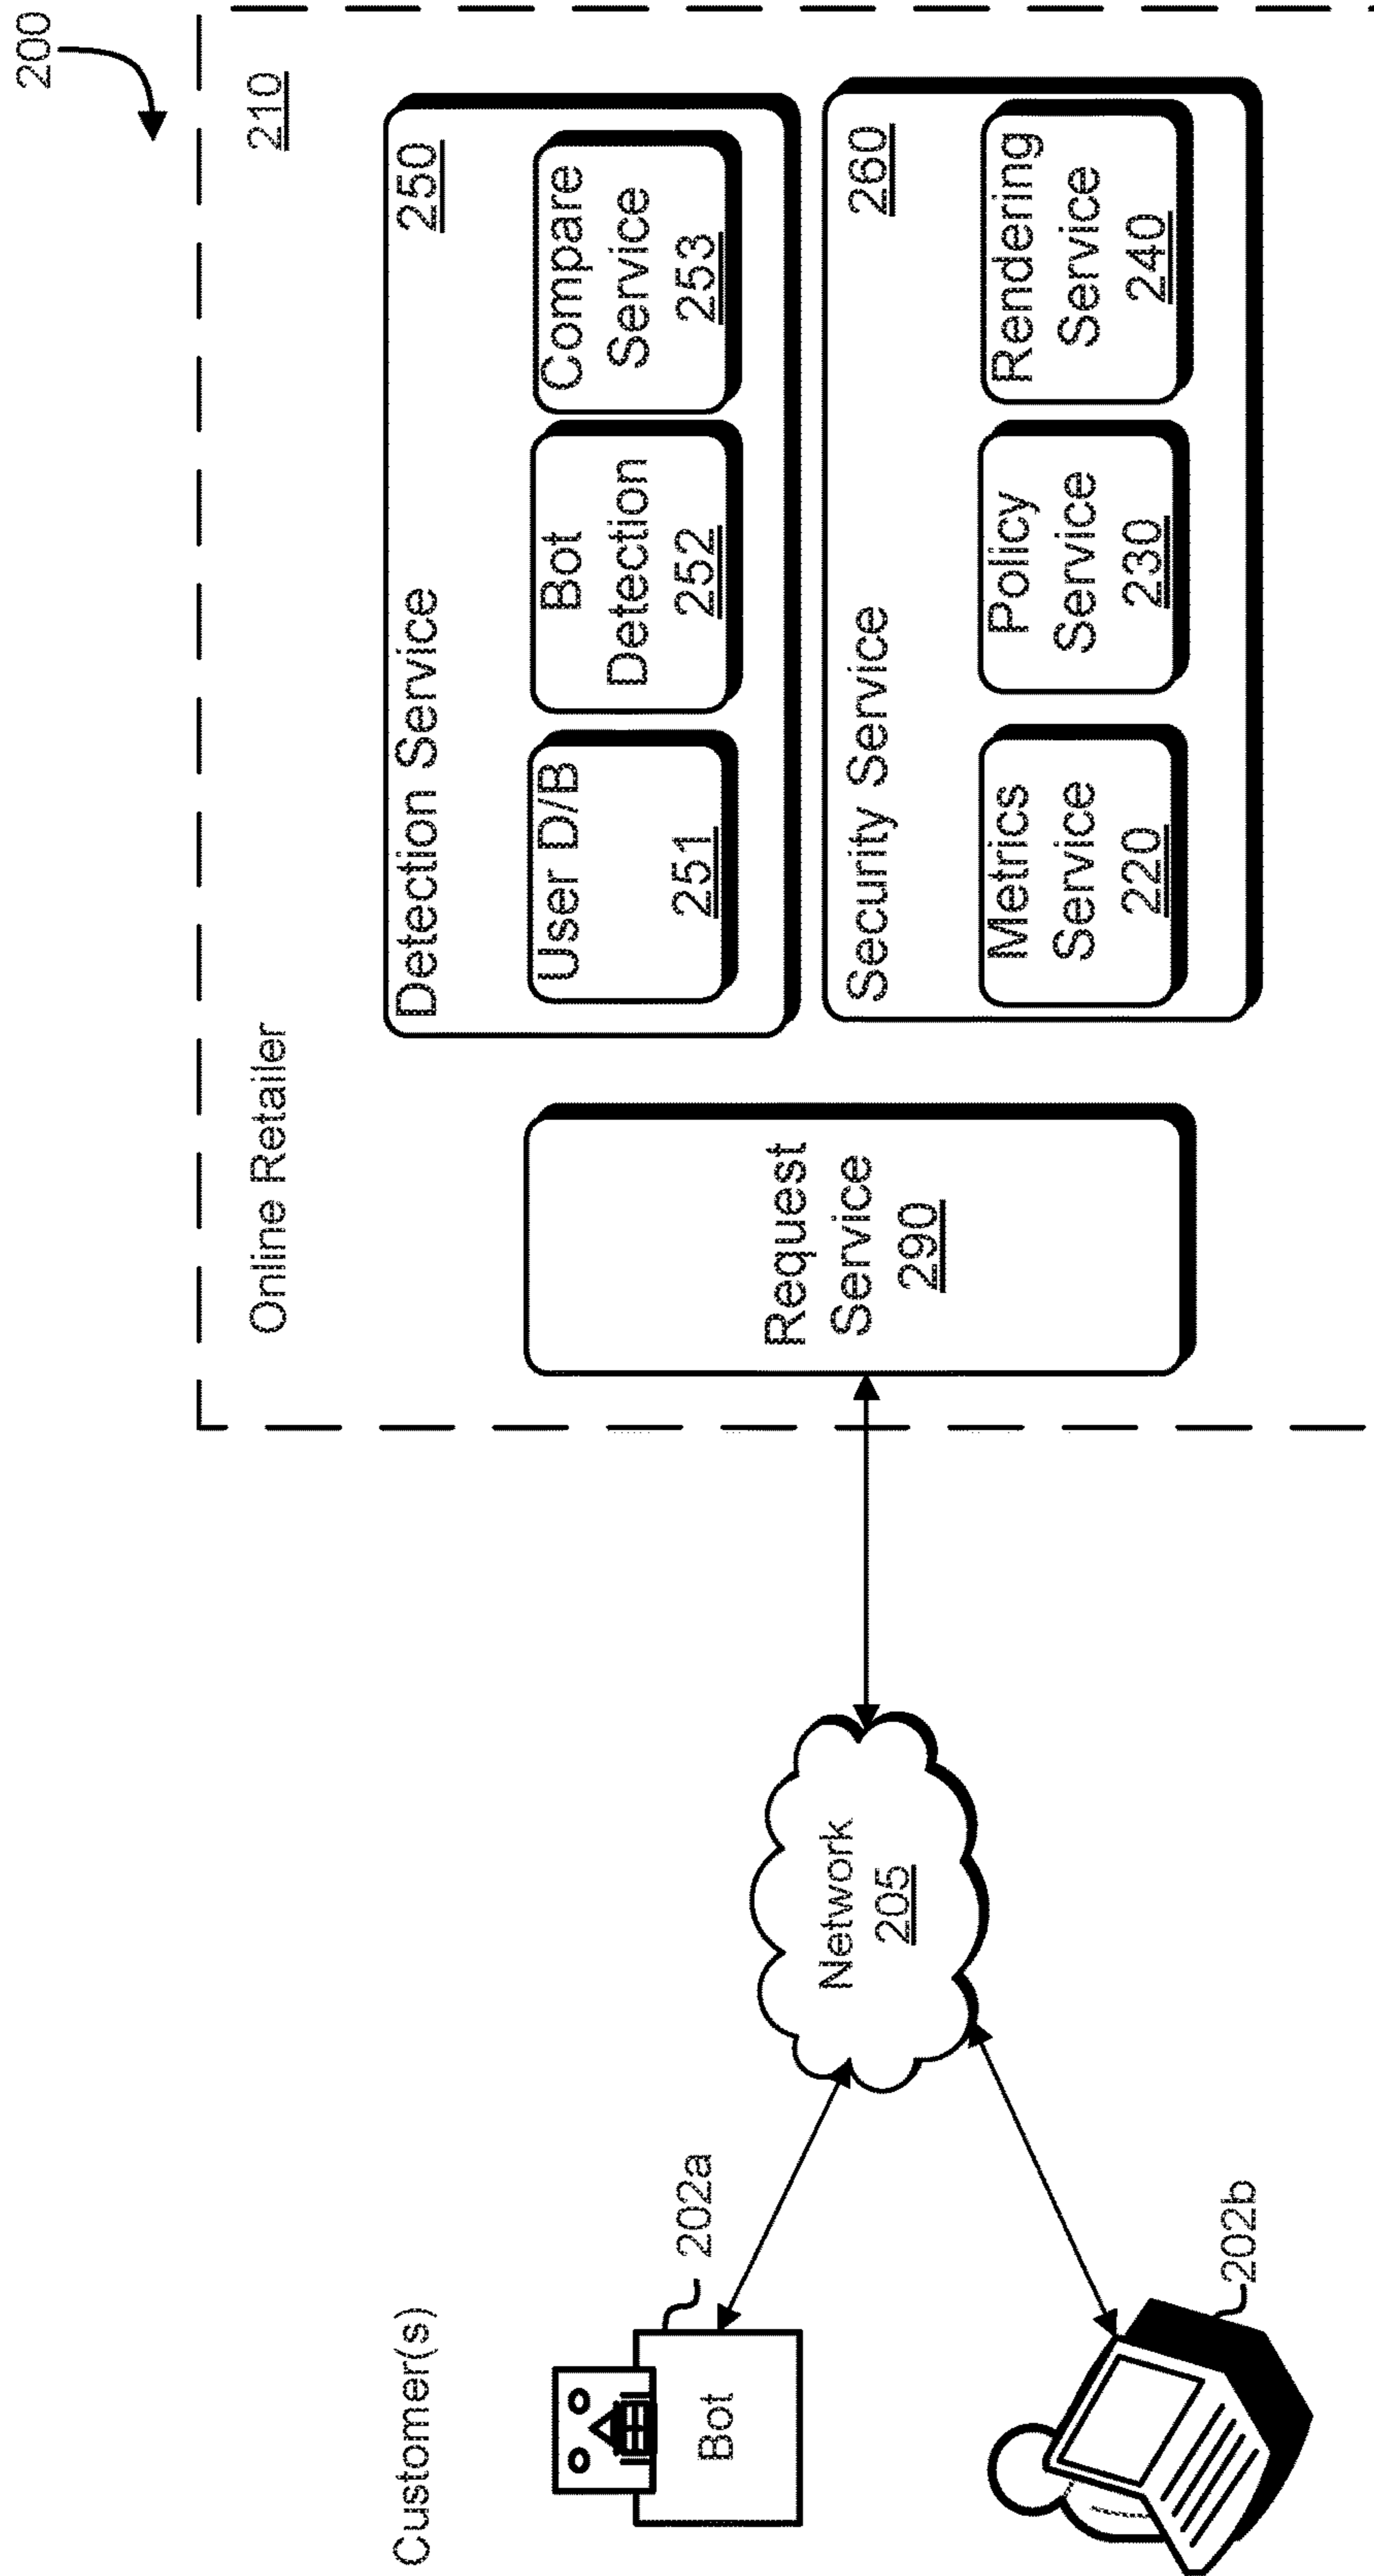 200
Customer(s)
Online Retailer
210
Bot
202a
202b
Network
205
Request
Service
290
Detection Service
250
User D/B
251
Bot
Detection
252
Compare
Service
253
Security Service
260
Metrics
Service
220
Policy
Service
230
Rendering
Service
240